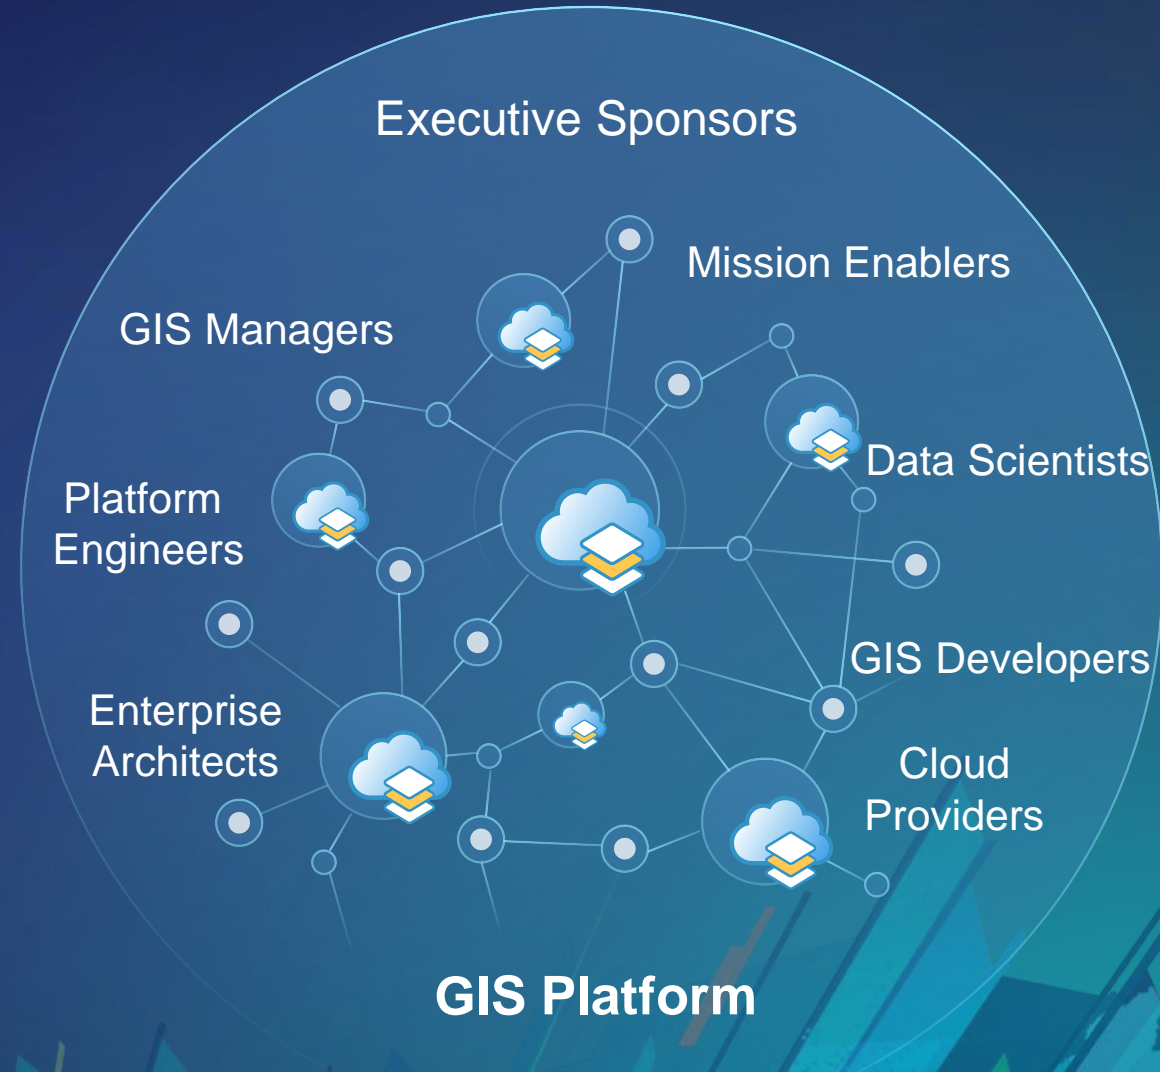 Executive Sponsors
Mission Enablers
GIS Managers
Data Scientists
Platform
Engineers
GIS Developers
Enterprise
Architects
Cloud
Providers
GIS Platform